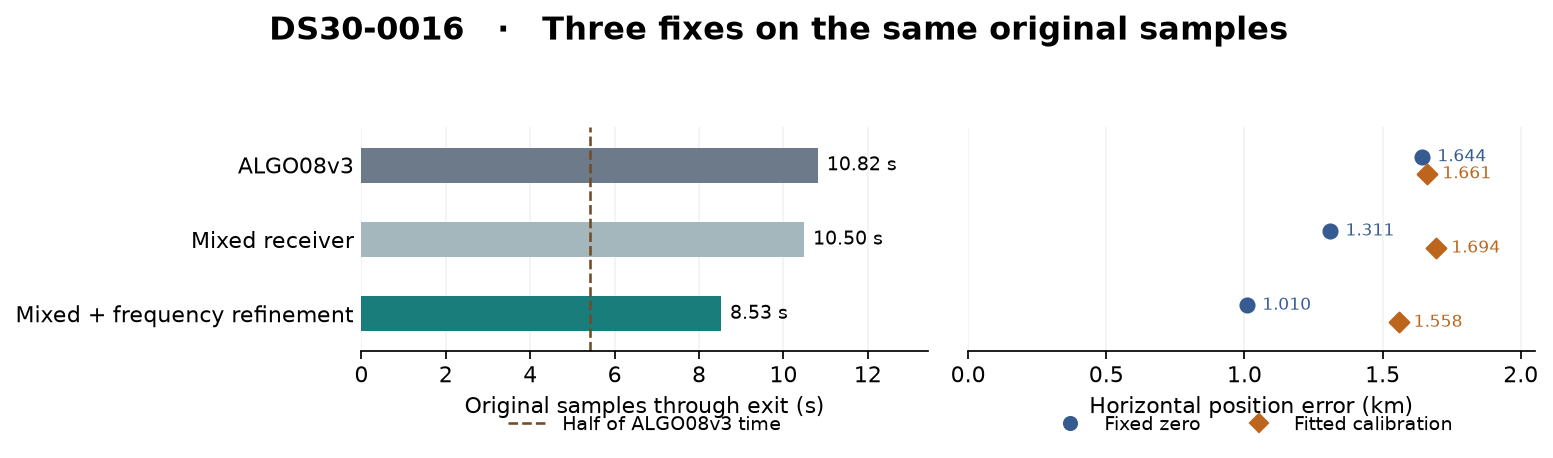 DS30-0016 · Three fixes on the same original samples
ALGO08v3
10.82 s
1.644
1.661
Mixed receiver
10.50 s
1.311
1.694
Mixed + frequency refinement
8.53 s
1.010
1.558
0 2 4 6 8 10 12
0.0 0.5 1.0 1.5 2.0
Original samples through exit (s)
Horizontal position error (km)
Half of ALGO08v3 time
Fixed zero
Fitted calibration